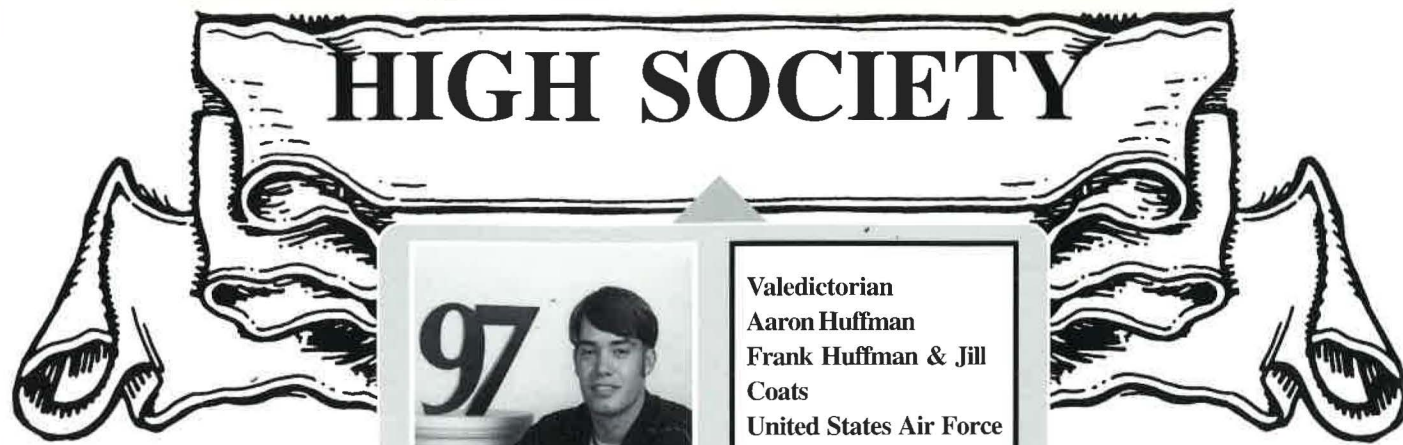 HIGH SOCIETY
97
Valedictorian
Aaron Huffman
Frank Huffman & Jill
Coats
United States Air Force